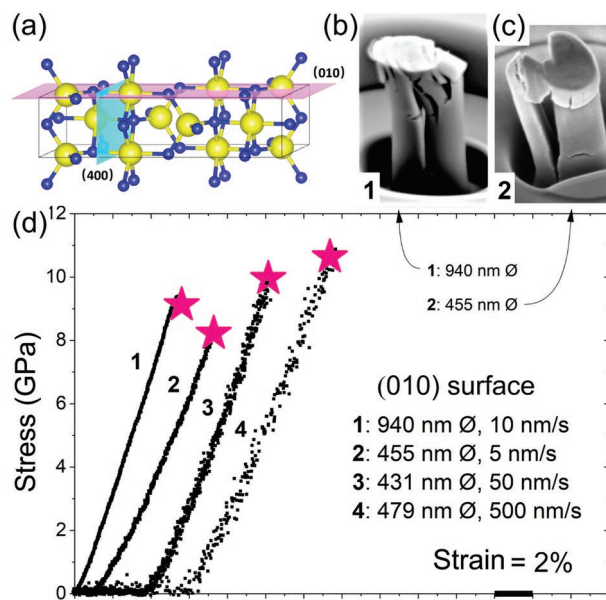 (a)
(010)
(400)
(b)
1
(c)
2
(d)
12
10
8
6
4
2
0
Stress (GPa)
1
2
3
4
1: 940 nm Ø
2: 455 nm Ø
(010) surface
1: 940 nm Ø, 10 nm/s
2: 455 nm Ø, 5 nm/s
3: 431 nm Ø, 50 nm/s
4: 479 nm Ø, 500 nm/s
Strain = 2%